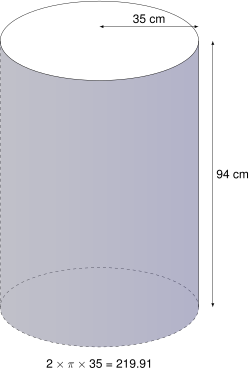 35 cm
94 cm
2 × π × 35 = 219.91